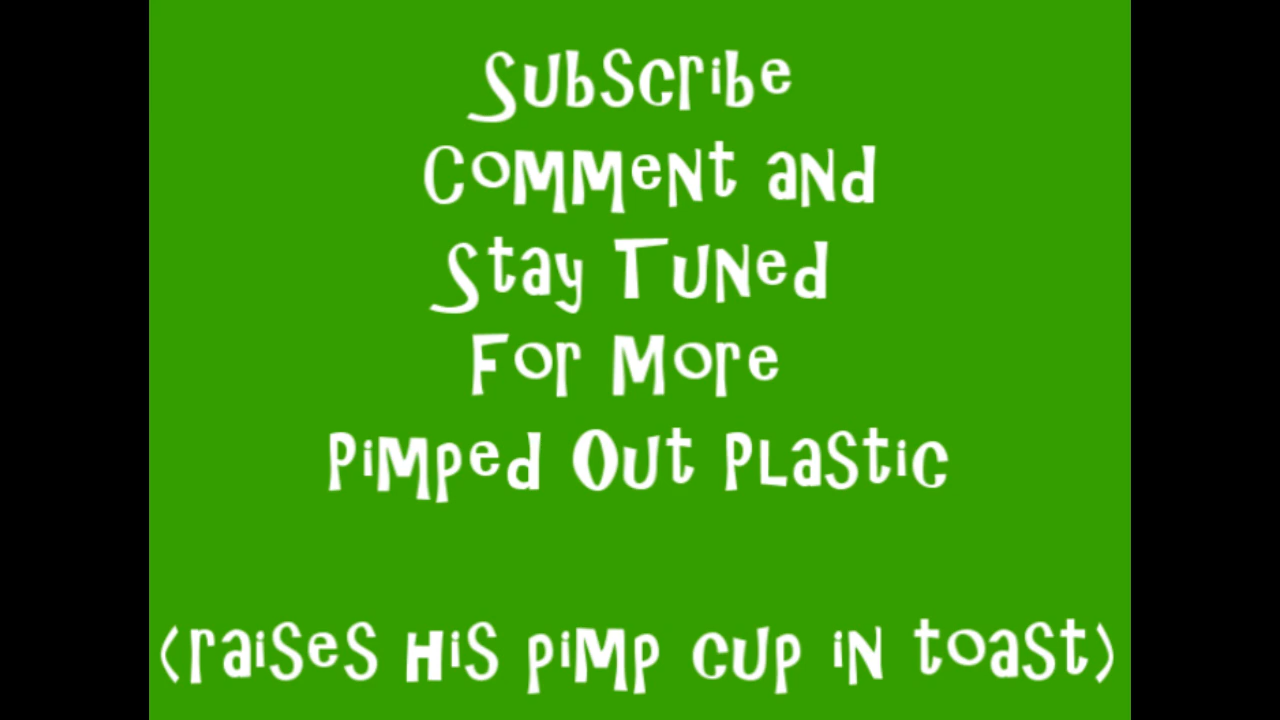 Subscribe
Comment and
Stay Tuned
For More
Pimped Out Plastic
(raises his pimp cup in toast)